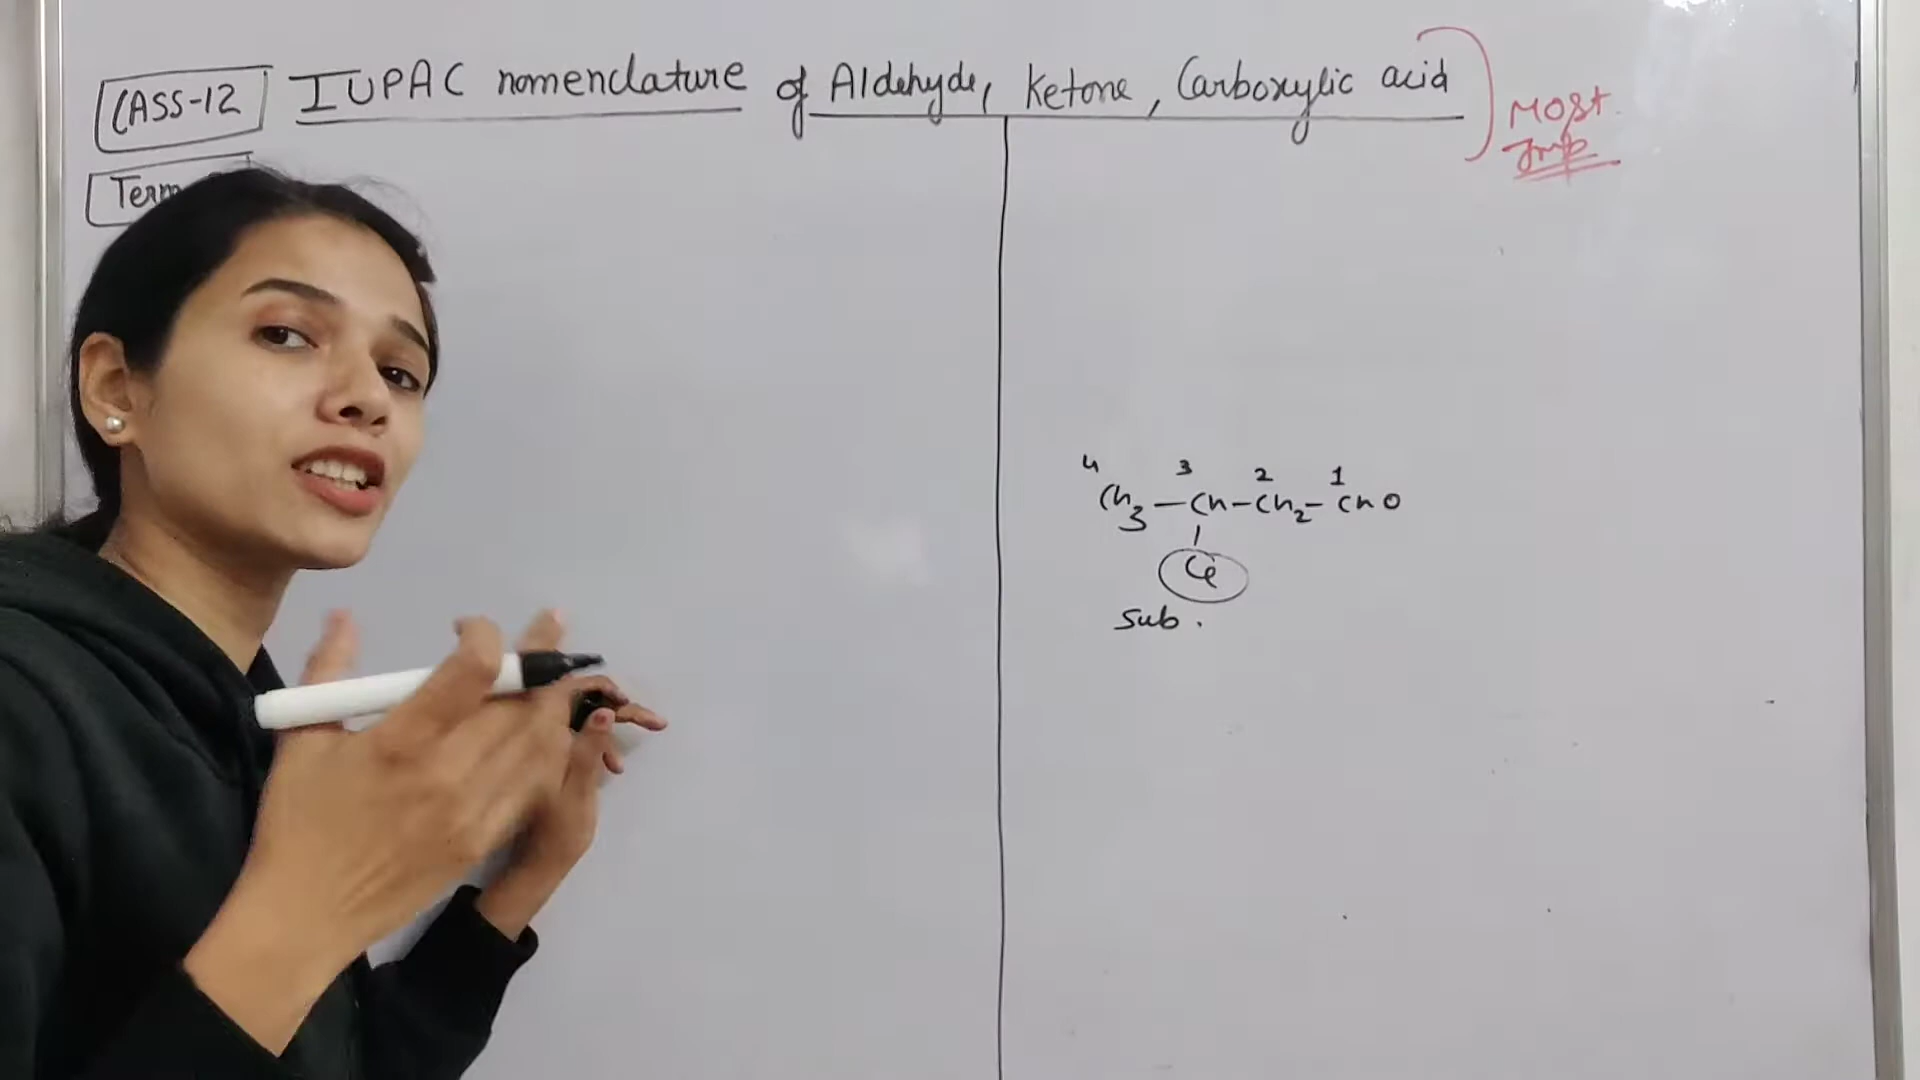 CASS-12 IUPAC nomenclature of Aldehyde, Ketone, Carboxylic acid
Most
Imp
Term
4 3 2 1
CH3-CH-CH2-CHO
Cl
Sub.